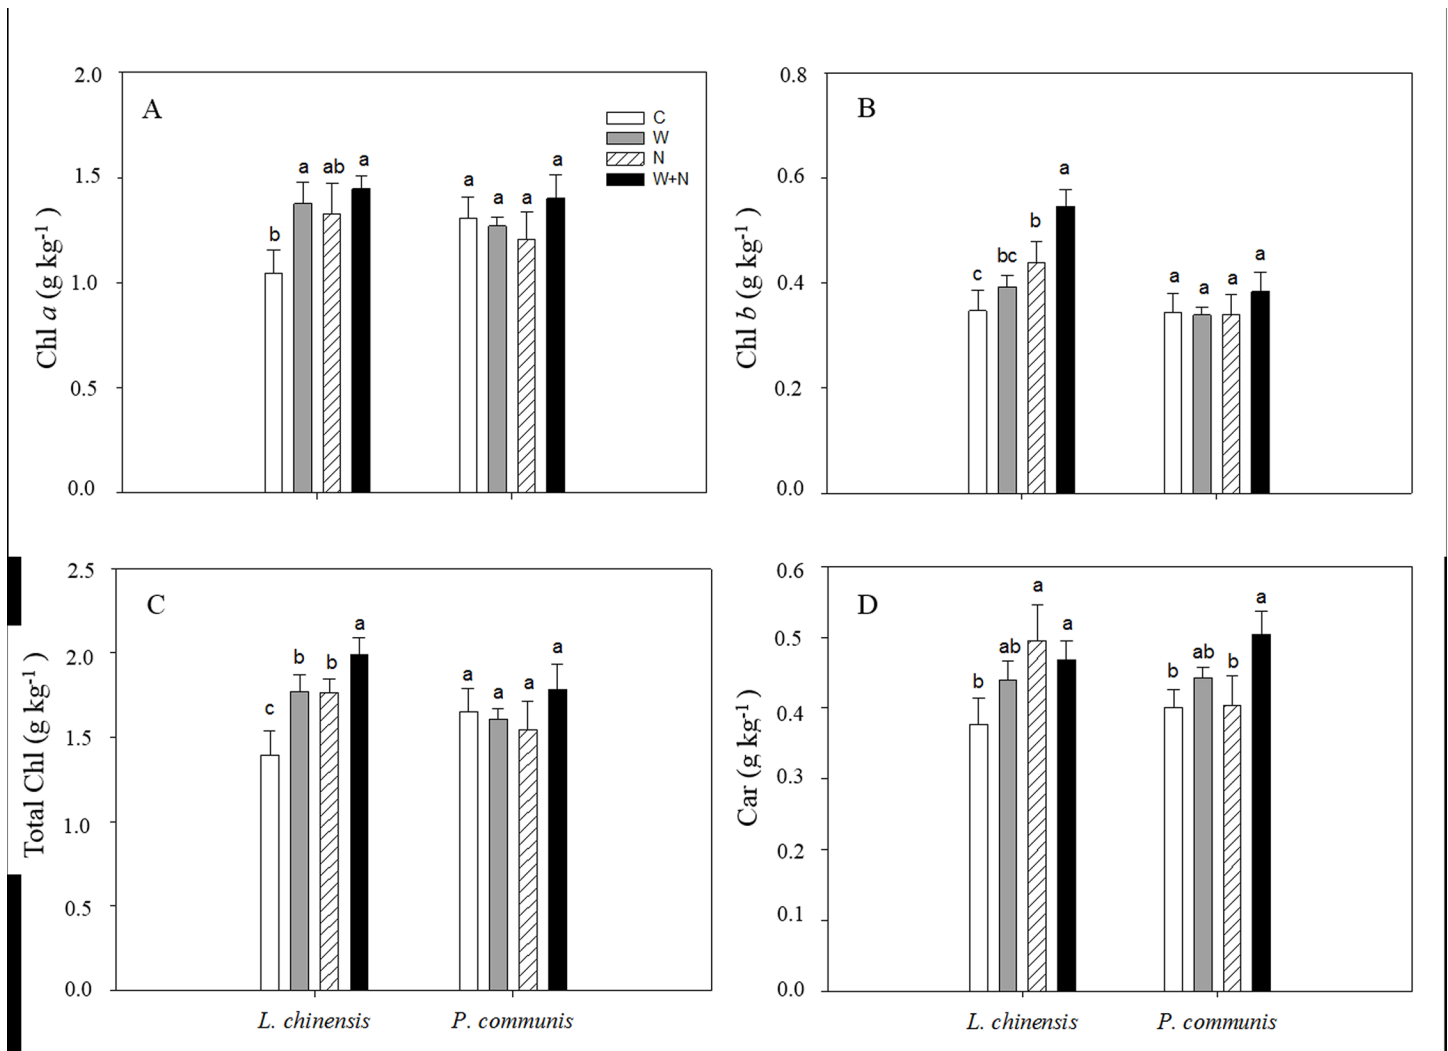 A
2.0
1.5
1.0
0.5
0.0
Chl a (g kg-1 )
C
W
N
W+N
b
a
ab
a
a
a
a
a
B
0.8
0.6
0.4
0.2
0.0
Chl b (g kg-1 )
c
bc
b
a
a
a
a
a
C
2.5
2.0
1.5
1.0
0.5
0.0
Total Chl (g kg-1 )
c
b
b
a
a
a
a
a
L. chinensis
P. communis
D
0.6
0.5
0.4
0.3
0.2
0.1
0.0
Car (g kg-1 )
b
ab
a
a
b
ab
b
a
L. chinensis
P. communis